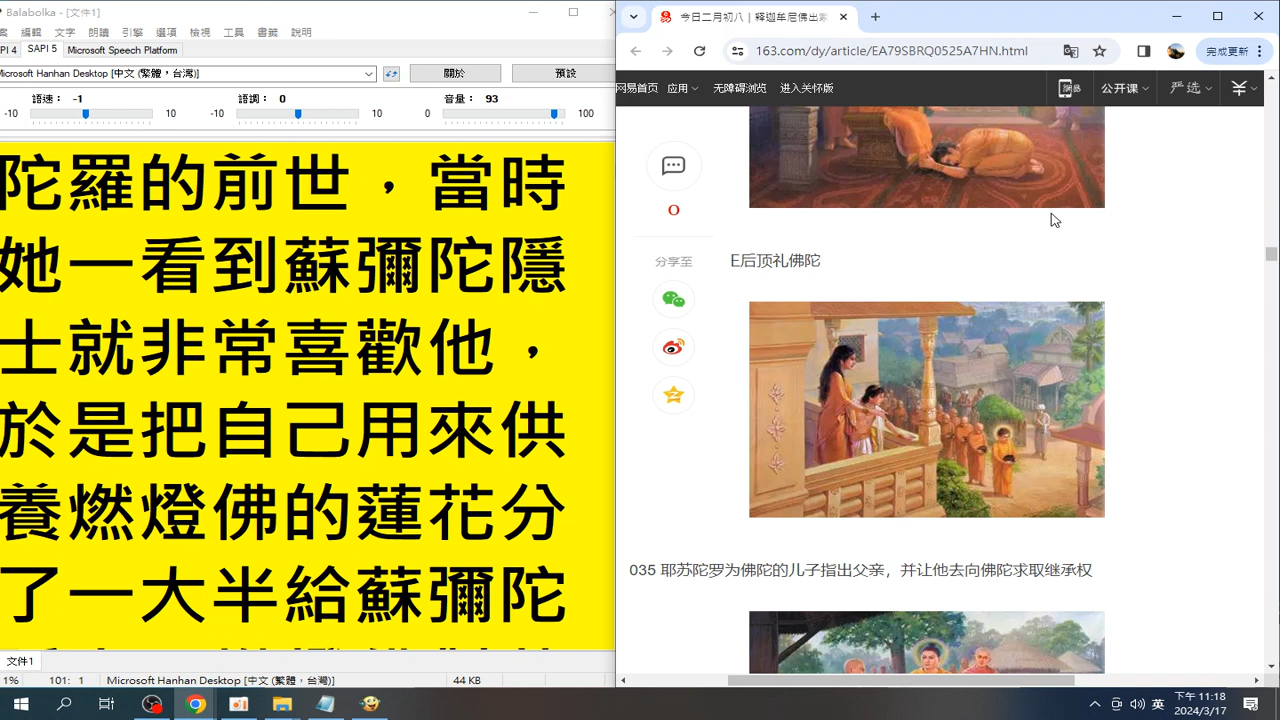 Balabolka - [文件1]
檔案 編輯 文字 朗讀 引擎 選項 檢視 工具 書籤 說明
PI 4 SAPI 5 Microsoft Speech Platform
Microsoft Hanhan Desktop [中文 (繁體，台灣)]
關於
預設
語速： -1
語調： 0
音量： 93
-10
10
-10
10
0
100
陀羅的前世，當時
她一看到蘇彌陀隱
士就非常喜歡他，
於是把自己用來供
養燃燈佛的蓮花分
了一大半給蘇彌陀
文件1
1%
101: 1
Microsoft Hanhan Desktop [中文 (繁體，台灣)]
44 KB
今日二月初八 | 释迦牟尼佛出家
163.com/dy/article/EA79SBRQ0525A7HN.html
完成更新
网易首页 应用 无障碍浏览 进入关怀版
公开课
严选
0
分享至
E后顶礼佛陀
035 耶苏陀罗为佛陀的儿子指出父亲，并让他去向佛陀求取继承权
英
下午 11:18
2024/3/17